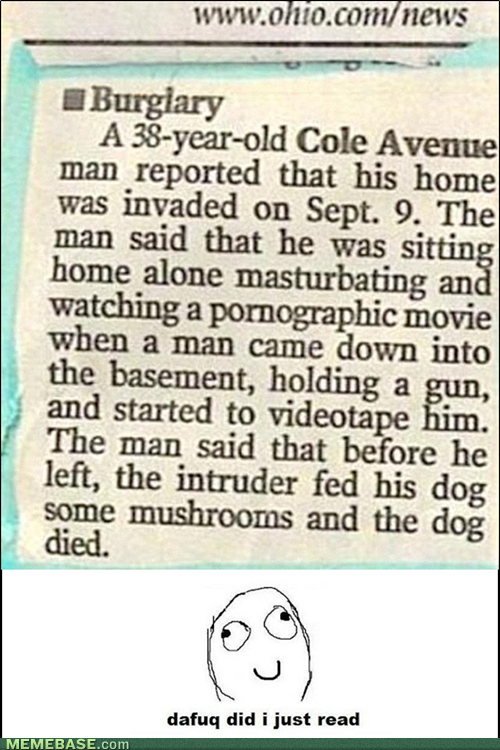 www.ohio.com/news
■ Burglary
A 38-year-old Cole Avenue
man reported that his home
was invaded on Sept. 9. The
man said that he was sitting
home alone masturbating and
watching a pornographic movie
when a man came down into
the basement, holding a gun,
and started to videotape him.
The man said that before he
left, the intruder fed his dog
some mushrooms and the dog
died.
dafuq did i just read
MEMEBASE.com